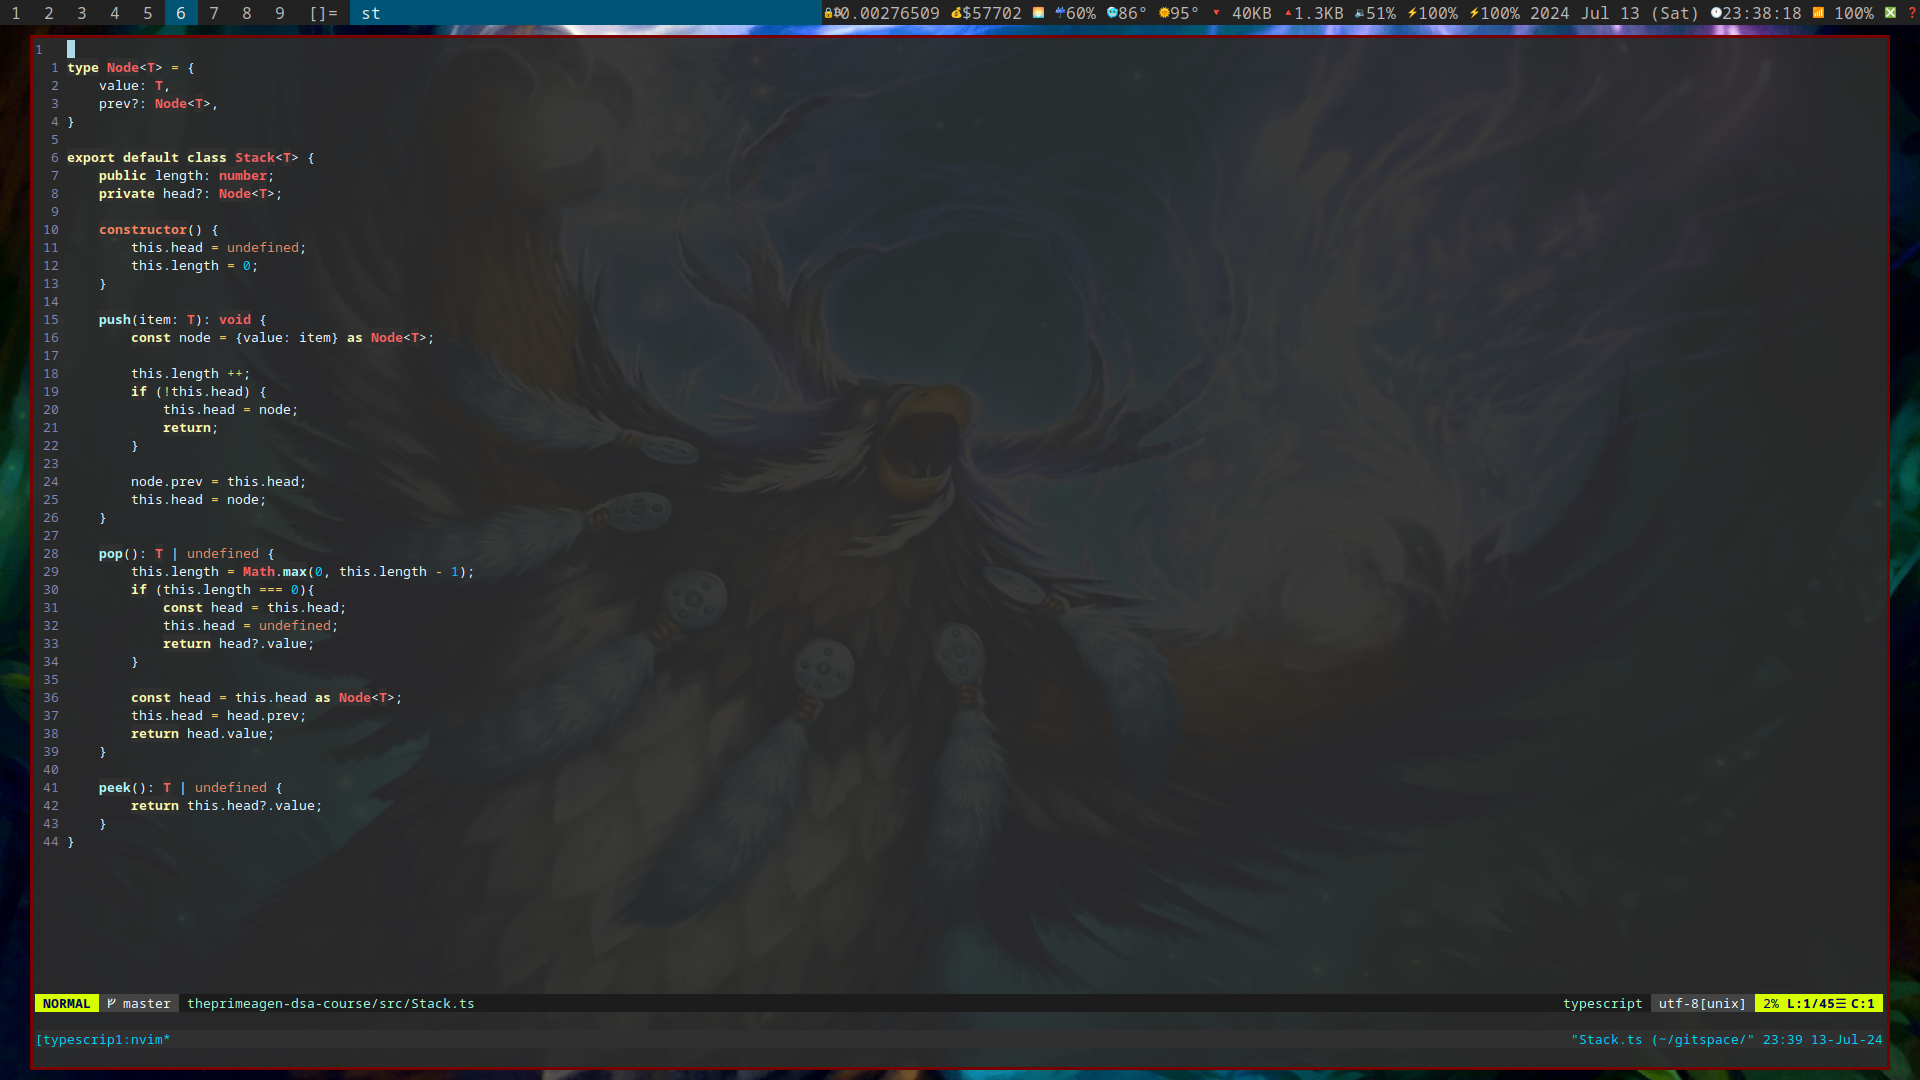 1 2 3 4 5 6 7 8 9 []= st 0.00276509 $57702 60% 86° 95° 40KB 1.3KB 51% 100% 100% 2024 Jul 13 (Sat) 23:38:18 100%
1
1 type Node<T> = {
2     value: T,
3     prev?: Node<T>,
4 }
5
6 export default class Stack<T> {
7     public length: number;
8     private head?: Node<T>;
9
10     constructor() {
11         this.head = undefined;
12         this.length = 0;
13     }
14
15     push(item: T): void {
16         const node = {value: item} as Node<T>;
17
18         this.length ++;
19         if (!this.head) {
20             this.head = node;
21             return;
22         }
23
24         node.prev = this.head;
25         this.head = node;
26     }
27
28     pop(): T | undefined {
29         this.length = Math.max(0, this.length - 1);
30         if (this.length === 0){
31             const head = this.head;
32             this.head = undefined;
33             return head?.value;
34         }
35
36         const head = this.head as Node<T>;
37         this.head = head.prev;
38         return head.value;
39     }
40
41     peek(): T | undefined {
42         return this.head?.value;
43     }
44 }
NORMAL master theprimeagen-dsa-course/src/Stack.ts typescript utf-8[unix] 2% L:1/45☰ C:1
[typescrip1:nvim* "Stack.ts (~/gitspace/" 23:39 13-Jul-24